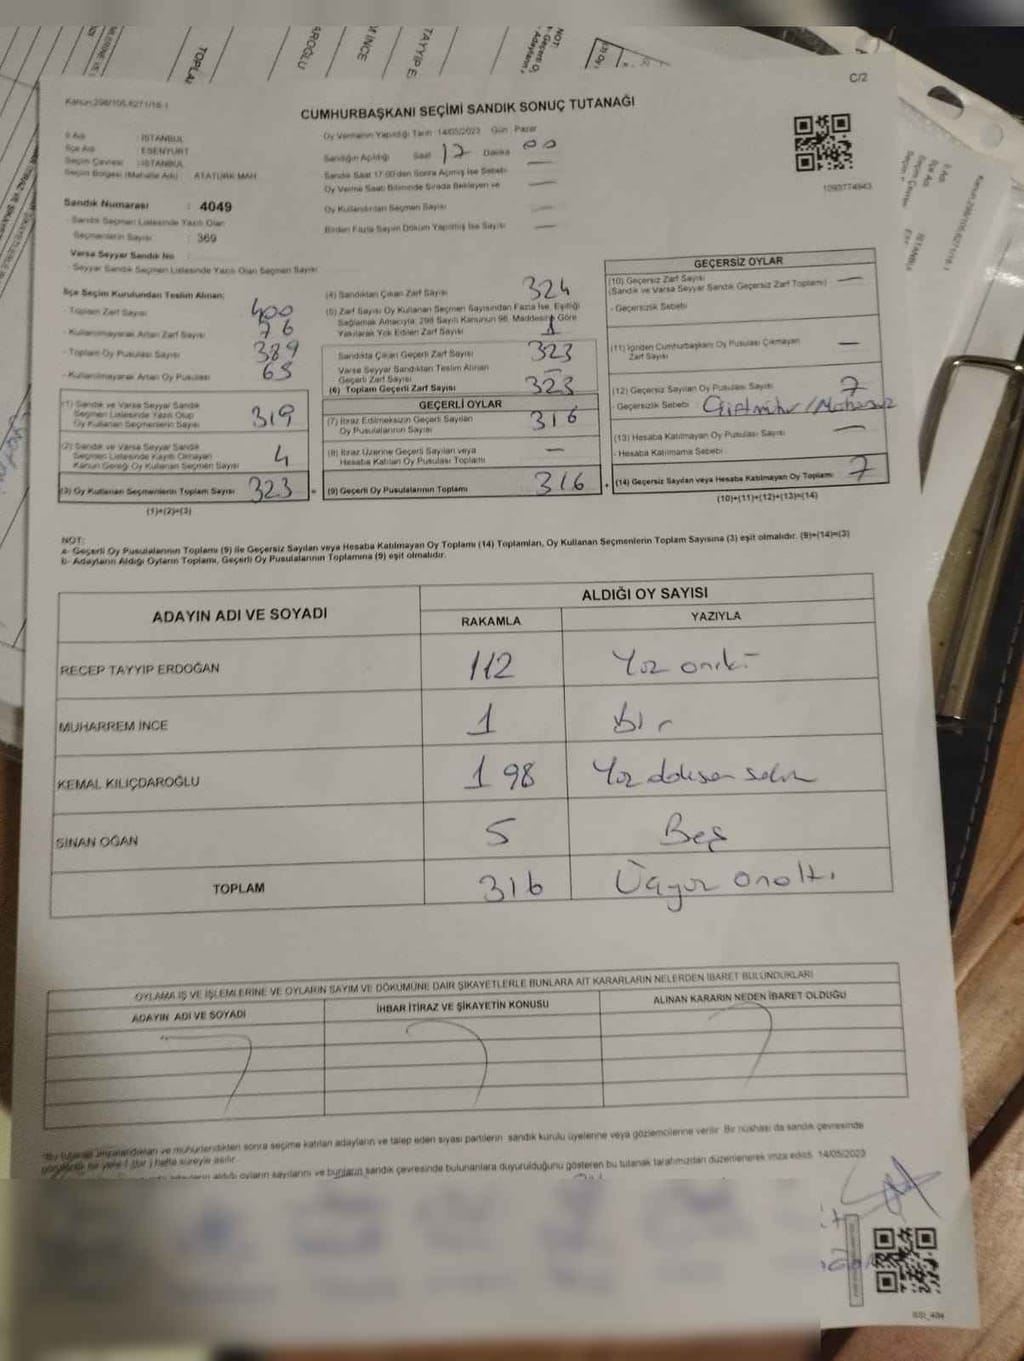 C/2
Kanun:298/105,6271/16-1
CUMHURBAŞKANI SEÇİMİ SANDIK SONUÇ TUTANAĞI
İl Adı : İSTANBUL
İlçe Adı : ESENYURT
Seçim Çevresi : İSTANBUL
Seçim Bölgesi (Mahalle Adı) : ATATÜRK MAH
Sandık Numarası : 4049
- Sandık Seçmen Listesinde Yazılı Olan
Seçmenlerin Sayısı : 369
Varsa Seyyar Sandık No
- Seyyar Sandık Seçmen Listesinde Yazılı Olan Seçmen Sayısı:
Oy Vermenin Yapıldığı Tarih :14/05/2023 Gün : Pazar
Sandığın Açıldığı Saat 17 Dakika 00
Sandık Saat 17.00'den Sonra Açılmış İse Sebebi —
Oy Verme Saati Bitiminde Sırada Bekleyen ve —
Oy Kullandırılan Seçmen Sayısı —
Birden Fazla Sayım Döküm Yapılmış İse Sayısı —
1093774943
İlçe Seçim Kurulundan Teslim Alınan;
- Toplam Zarf Sayısı 400
- Kullanılmayarak Artan Zarf Sayısı 76
- Toplam Oy Pusulası Sayısı 389
- Kullanılmayarak Artan Oy Pusulası 65
(1) Sandık ve Varsa Seyyar Sandık
Seçmen Listesinde Yazılı Olup
Oy Kullanan Seçmenlerin Sayısı 319
(2) Sandık ve Varsa Seyyar Sandık
Seçmen Listesinde Kayıtlı Olmayan
Kanun Gereği Oy Kullanan Seçmen Sayısı 4
(3) Oy Kullanan Seçmenlerin Toplam Sayısı 323 =
(1)+(2)=(3)
(4) Sandıktan Çıkan Zarf Sayısı 324
(5) Zarf Sayısı Oy Kullanan Seçmen Sayısından Fazla İse, Eşitliği
Sağlamak Amacıyla; 298 Sayılı Kanunun 98. Maddesine Göre
Yakılarak Yok Edilen Zarf Sayısı 1
Sandıkta Çıkan Geçerli Zarf Sayısı 323
Varsa Seyyar Sandıktan Teslim Alınan
Geçerli Zarf Sayısı —
(6) Toplam Geçerli Zarf Sayısı 323
GEÇERLİ OYLAR
(7) İtiraz Edilmeksizin Geçerli Sayılan
Oy Pusulalarının Sayısı 316
(8) İtiraz Üzerine Geçerli Sayılan veya
Hesaba Katılan Oy Pusulası Toplamı —
(9) Geçerli Oy Pusulalarının Toplamı 316 +
GEÇERSİZ OYLAR
(10) Geçersiz Zarf Sayısı
(Sandık ve Varsa Seyyar Sandık Geçersiz Zarf Toplamı) —
- Geçersizlik Sebebi
(11) İçinden Cumhurbaşkanı Oy Pusulası Çıkmayan
Zarf Sayısı —
(12) Geçersiz Sayılan Oy Pusulası Sayısı 7
- Geçersizlik Sebebi
(13) Hesaba Katılmayan Oy Pusulası Sayısı —
- Hesaba Katılmama Sebebi
(14) Geçersiz Sayılan veya Hesaba Katılmayan Oy Toplamı 7
(10)+(11)+(12)+(13)=(14)
NOT:
a- Geçerli Oy Pusulalarının Toplamı (9) ile Geçersiz Sayılan veya Hesaba Katılmayan Oy Toplamı (14) Toplamları, Oy Kullanan Seçmenlerin Toplam Sayısına (3) eşit olmalıdır. (9)+(14)=(3)
b- Adayların Aldığı Oyların Toplamı, Geçerli Oy Pusulalarının Toplamına (9) eşit olmalıdır.
ADAYIN ADI VE SOYADI
ALDIĞI OY SAYISI
RAKAMLA YAZIYLA
RECEP TAYYİP ERDOĞAN 112 Yüz oniki
MUHARREM İNCE 1 bir
KEMAL KILIÇDAROĞLU 198 Yüz doksan sekiz
SİNAN OĞAN 5 Beş
TOPLAM 316 Üçyüz onaltı
OYLAMA İŞ VE İŞLEMLERİNE VE OYLARIN SAYIM VE DÖKÜMÜNE DAİR ŞİKAYETLERLE BUNLARA AİT KARARLARIN NELERDEN İBARET BULUNDUKLARI
ADAYIN ADI VE SOYADI İHBAR İTİRAZ VE ŞİKAYETİN KONUSU ALINAN KARARIN NEDEN İBARET OLDUĞU
imzalandıktan ve mühürlendikten sonra seçime katılan adayların ve talep eden siyasi partilerin sandık kurulu üyelerine veya gözlemcilerine verilir. Bir nüshası da sandık çevresinde
bir yere 1 (bir) hafta süreyle asılır.
adayların aldığı oyların sayılarını ve bunların sandık çevresinde bulunanlara duyurulduğunu gösteren bu tutanak tarafımızdan düzenlenerek imza edildi. 14/05/2023